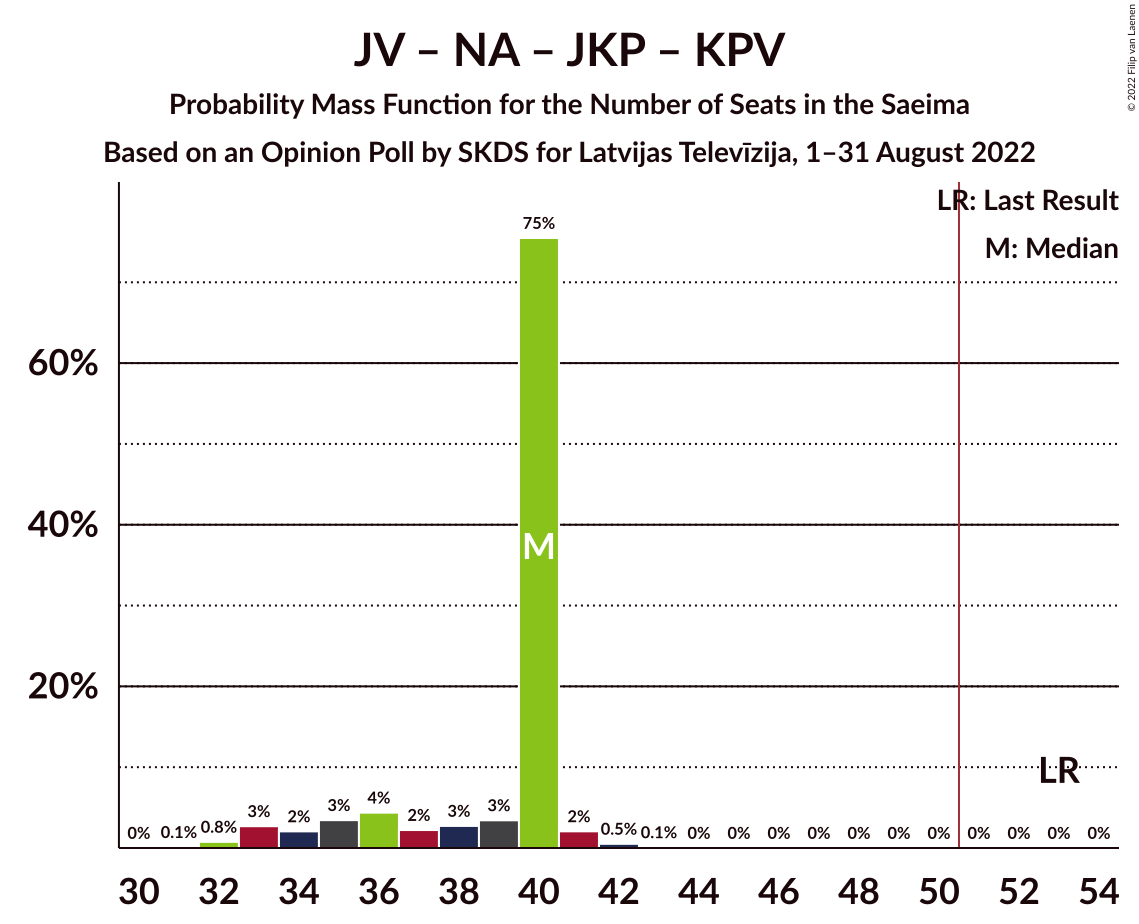 JV – NA – JKP – KPV
Probability Mass Function for the Number of Seats in the Saeima
Based on an Opinion Poll by SKDS for Latvijas Televīzija, 1–31 August 2022
© 2022 Filip van Laenen
LR: Last Result
M: Median
75%
60%
40%
M
20%
LR
0% 0.1% 0.8% 3% 2% 3% 4% 2% 3% 3% 2% 0.5% 0.1% 0% 0% 0% 0% 0% 0% 0% 0% 0% 0% 0%
30 32 34 36 38 40 42 44 46 48 50 52 54